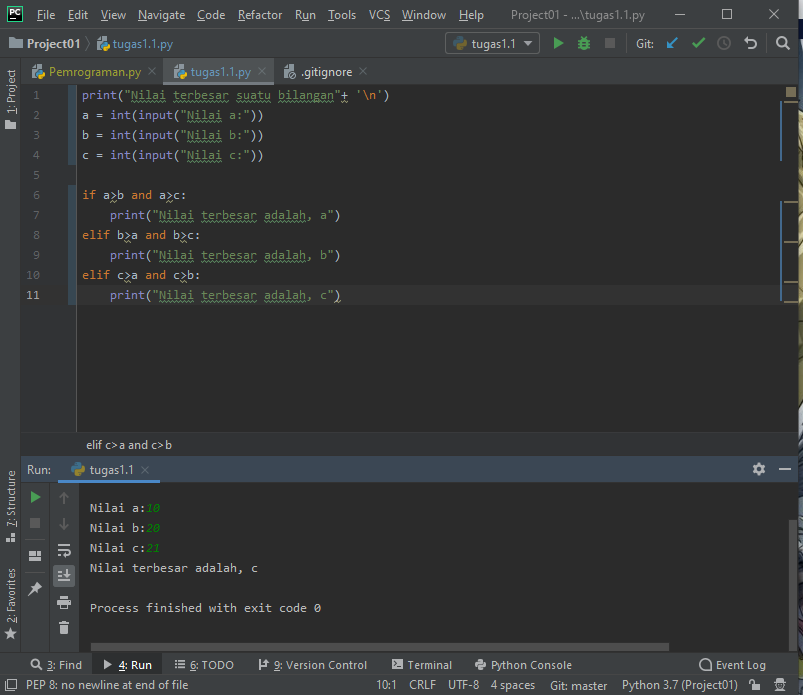 PC File Edit View Navigate Code Refactor Run Tools VCS Window Help Project01 - ...\tugas1.1.py
Project01 tugas1.1.py tugas1.1 Git:
Pemrograman.py tugas1.1.py .gitignore
1: Project
1 print("Nilai terbesar suatu bilangan"+ '\n')
2 a = int(input("Nilai a:"))
3 b = int(input("Nilai b:"))
4 c = int(input("Nilai c:"))
5
6 if a>b and a>c:
7 print("Nilai terbesar adalah, a")
8 elif b>a and b>c:
9 print("Nilai terbesar adalah, b")
10 elif c>a and c>b:
11 print("Nilai terbesar adalah, c")
elif c>a and c>b
Run: tugas1.1
7: Structure
2: Favorites
Nilai a:10
Nilai b:20
Nilai c:21
Nilai terbesar adalah, c
Process finished with exit code 0
3: Find 4: Run 6: TODO 9: Version Control Terminal Python Console Event Log
PEP 8: no newline at end of file 10:1 CRLF UTF-8 4 spaces Git: master Python 3.7 (Project01)